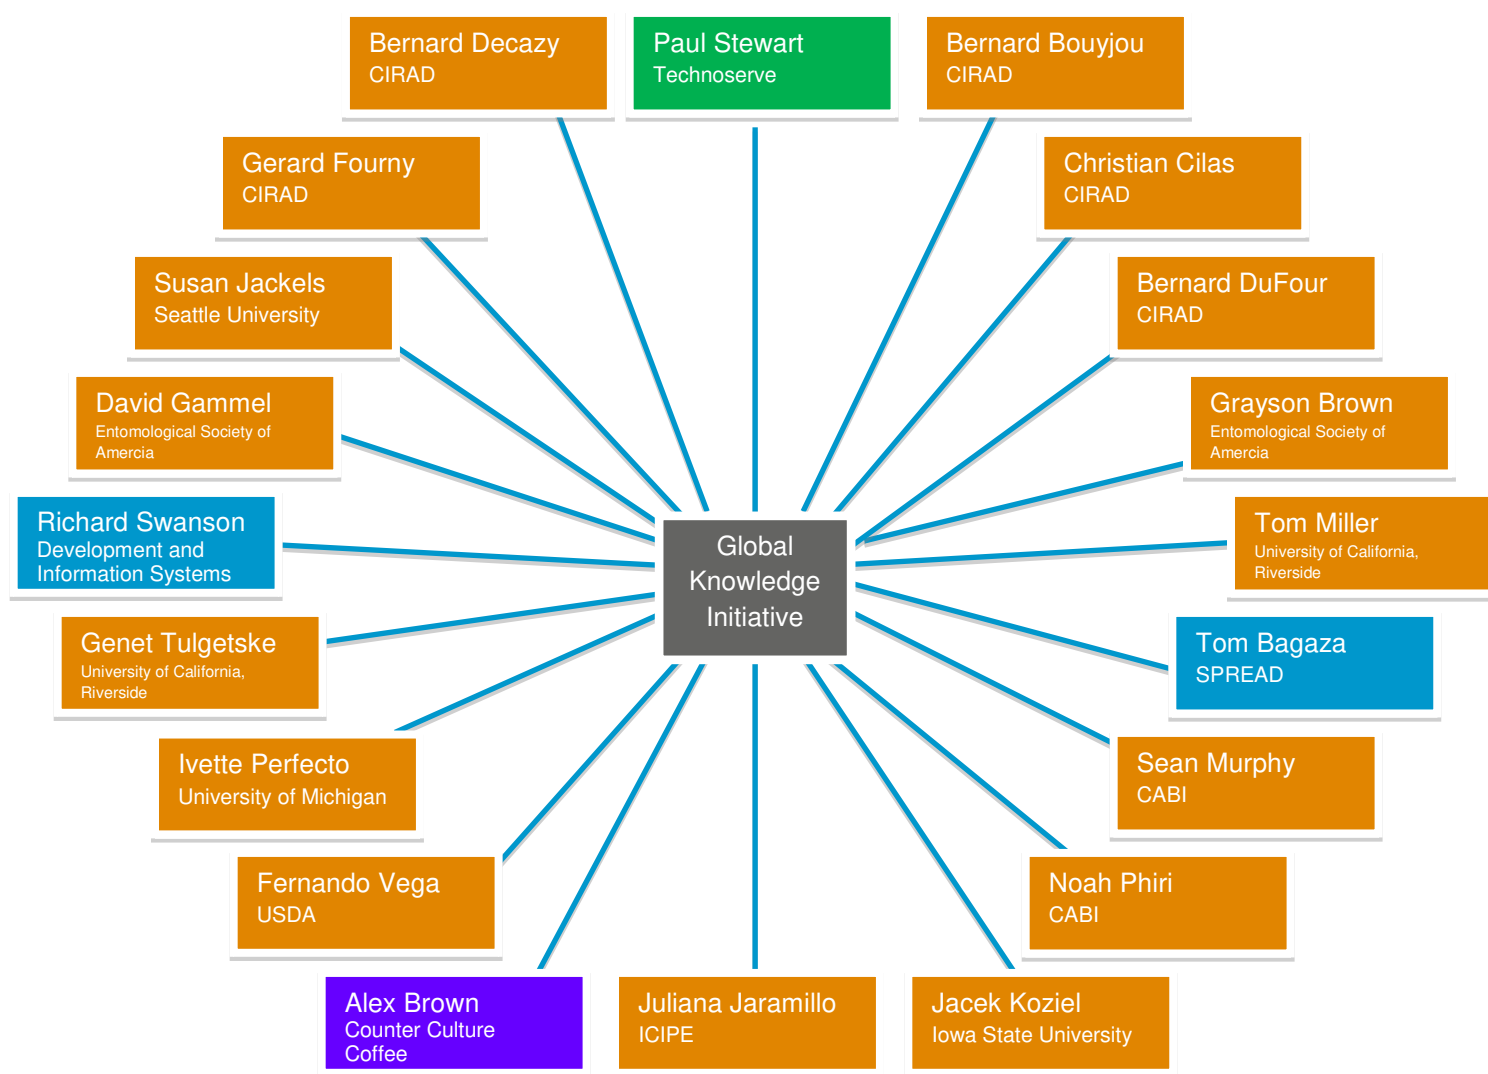 Bernard Decazy
CIRAD
Paul Stewart
Technoserve
Bernard Bouyjou
CIRAD
Gerard Fourny
CIRAD
Christian Cilas
CIRAD
Susan Jackels
Seattle University
Bernard DuFour
CIRAD
David Gammel
Entomological Society of
Amercia
Grayson Brown
Entomological Society of
Amercia
Richard Swanson
Development and
Information Systems
Global
Knowledge
Initiative
Tom Miller
University of California,
Riverside
Genet Tulgetske
University of California,
Riverside
Tom Bagaza
SPREAD
Ivette Perfecto
University of Michigan
Sean Murphy
CABI
Fernando Vega
USDA
Noah Phiri
CABI
Alex Brown
Counter Culture
Coffee
Juliana Jaramillo
ICIPE
Jacek Koziel
Iowa State University